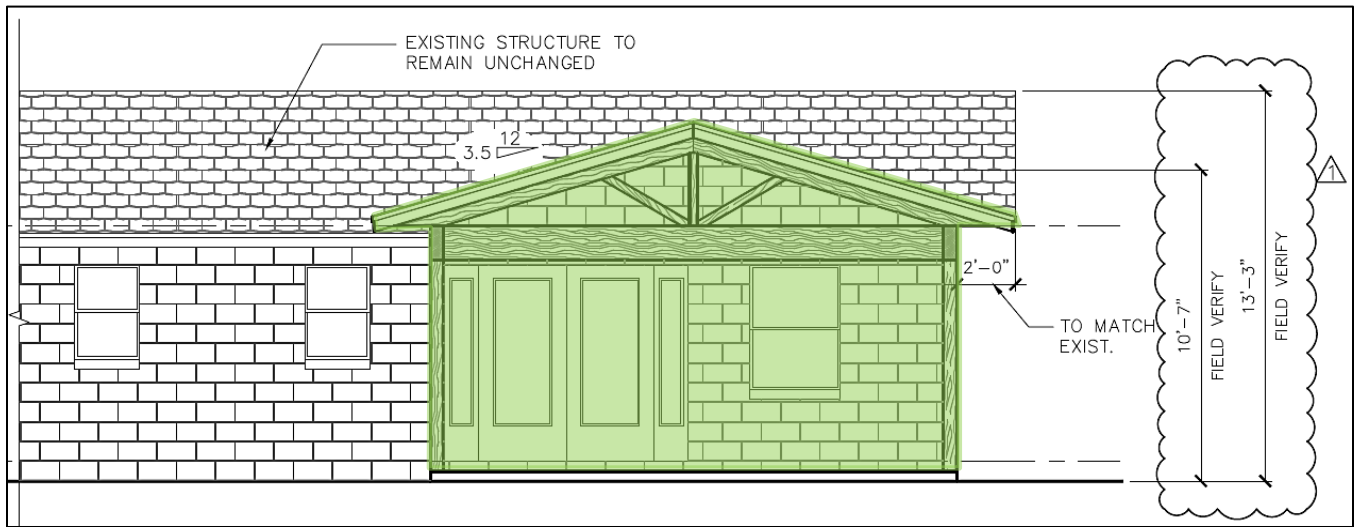 EXISTING STRUCTURE TO
REMAIN UNCHANGED
12
3.5
2'-0"
TO MATCH
EXIST.
10'-7"
FIELD VERIFY
13'-3"
FIELD VERIFY
1